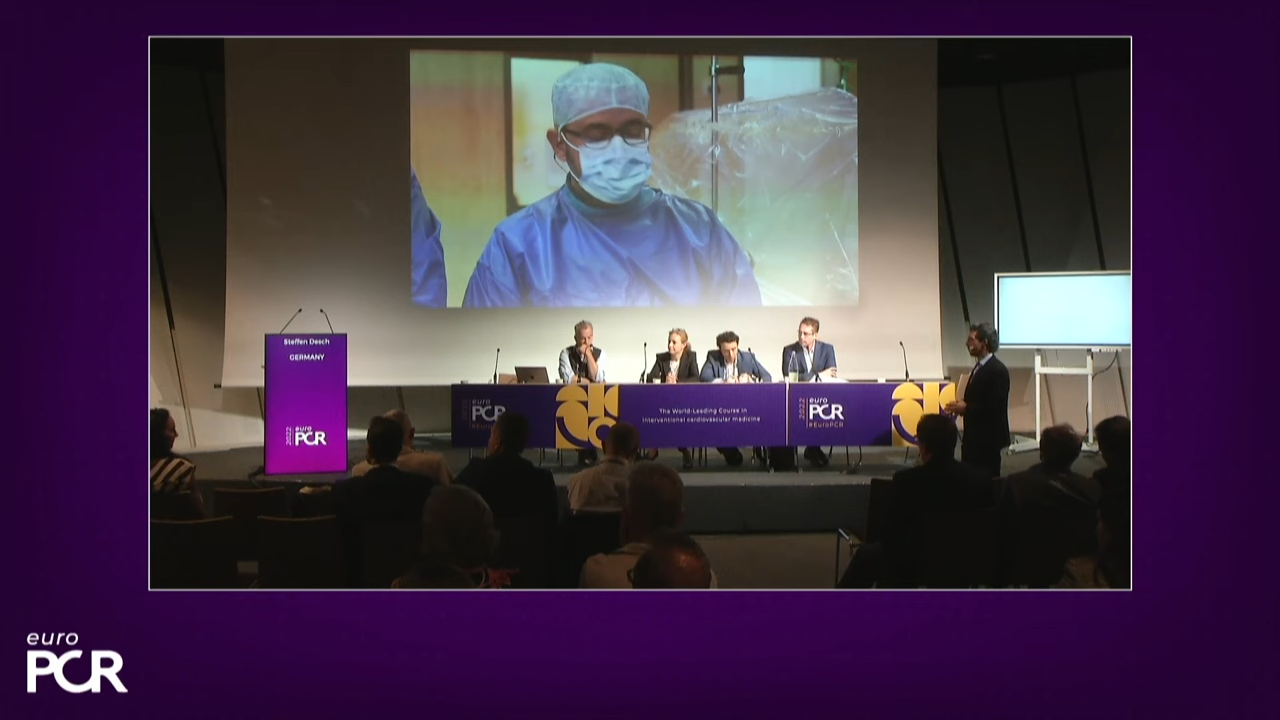 Steffen Desch
GERMANY
2022 euro
PCR
euro
PCR
#Euro
The World-Leading Course in
interventional cardiovascular medicine
2022 euro
PCR
#EuroPCR
euro
PCR